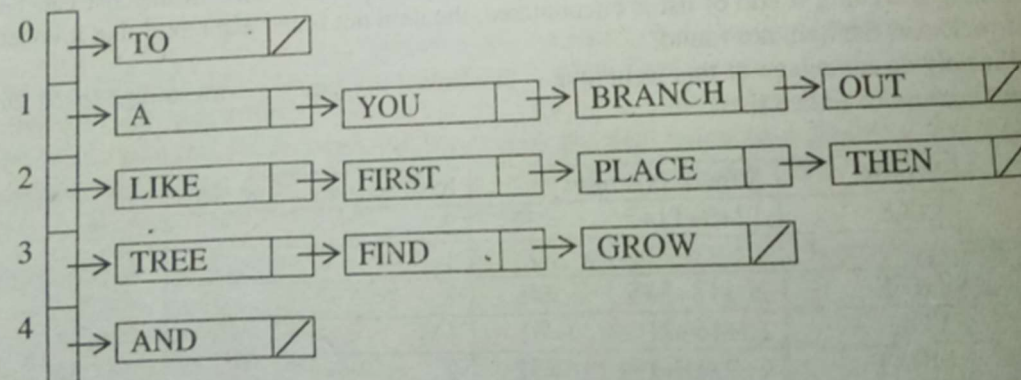 0 TO
1 A YOU BRANCH OUT
2 LIKE FIRST PLACE THEN
3 TREE FIND GROW
4 AND